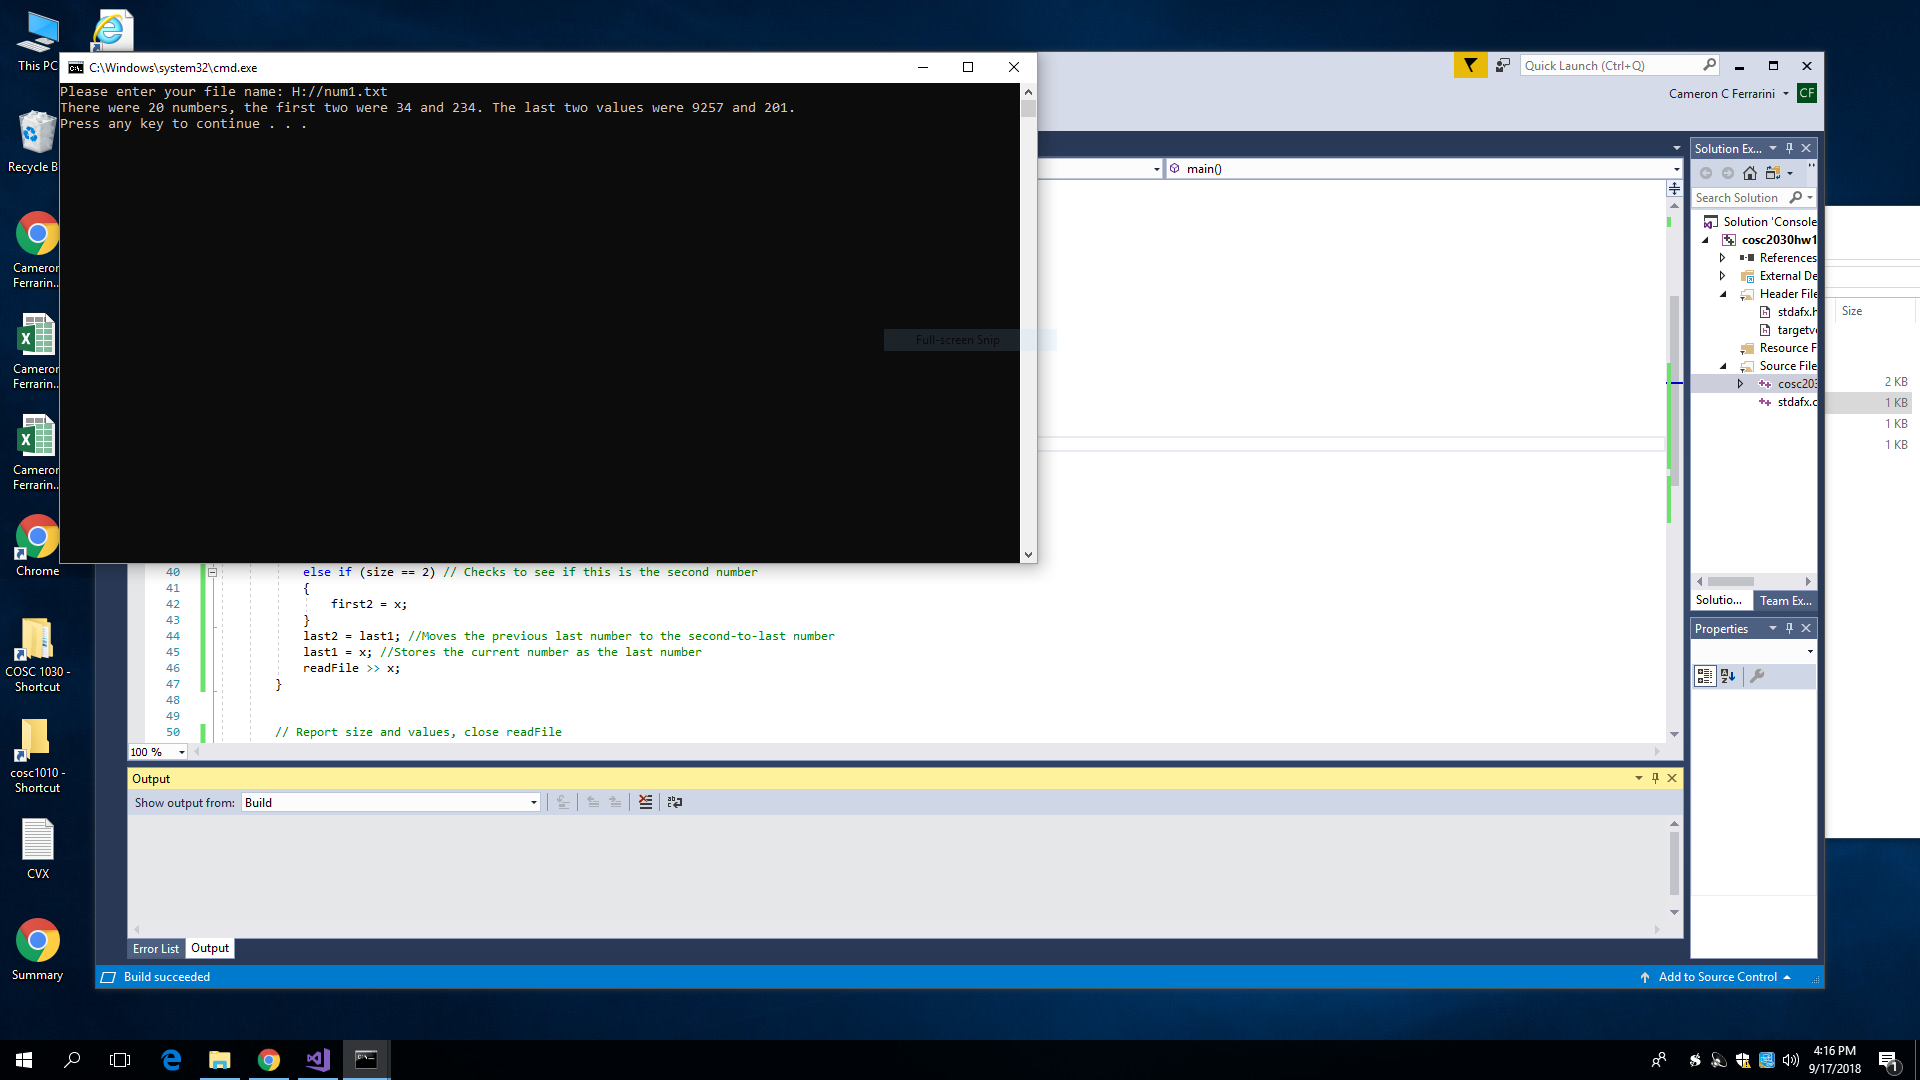 This PC
Recycle B
Cameron
Ferrarin...
Cameron
Ferrarin...
Cameron
Ferrarin...
Chrome
COSC 1030 -
Shortcut
cosc1010 -
Shortcut
CVX
Summary
C:\Windows\system32\cmd.exe
Please enter your file name: H://num1.txt
There were 20 numbers, the first two were 34 and 234. The last two values were 9257 and 201.
Press any key to continue . . .
Full-screen Snip
Quick Launch (Ctrl+Q)
Cameron C Ferrarini
CF
main()
40 else if (size == 2) // Checks to see if this is the second number
41 {
42 first2 = x;
43 }
44 last2 = last1; //Moves the previous last number to the second-to-last number
45 last1 = x; //Stores the current number as the last number
46 readFile >> x;
47 }
48
49
50 // Report size and values, close readFile
100 %
Output
Show output from: Build
Error List Output
Build succeeded
Add to Source Control
Solution Ex...
Search Solution
Solution 'Console
cosc2030hw1
References
External De
Header File
stdafx.h
targetve
Resource F
Source File
cosc203
stdafx.c
Solutio... Team Ex...
Properties
Size
2 KB
1 KB
1 KB
1 KB
4:16 PM
9/17/2018
1